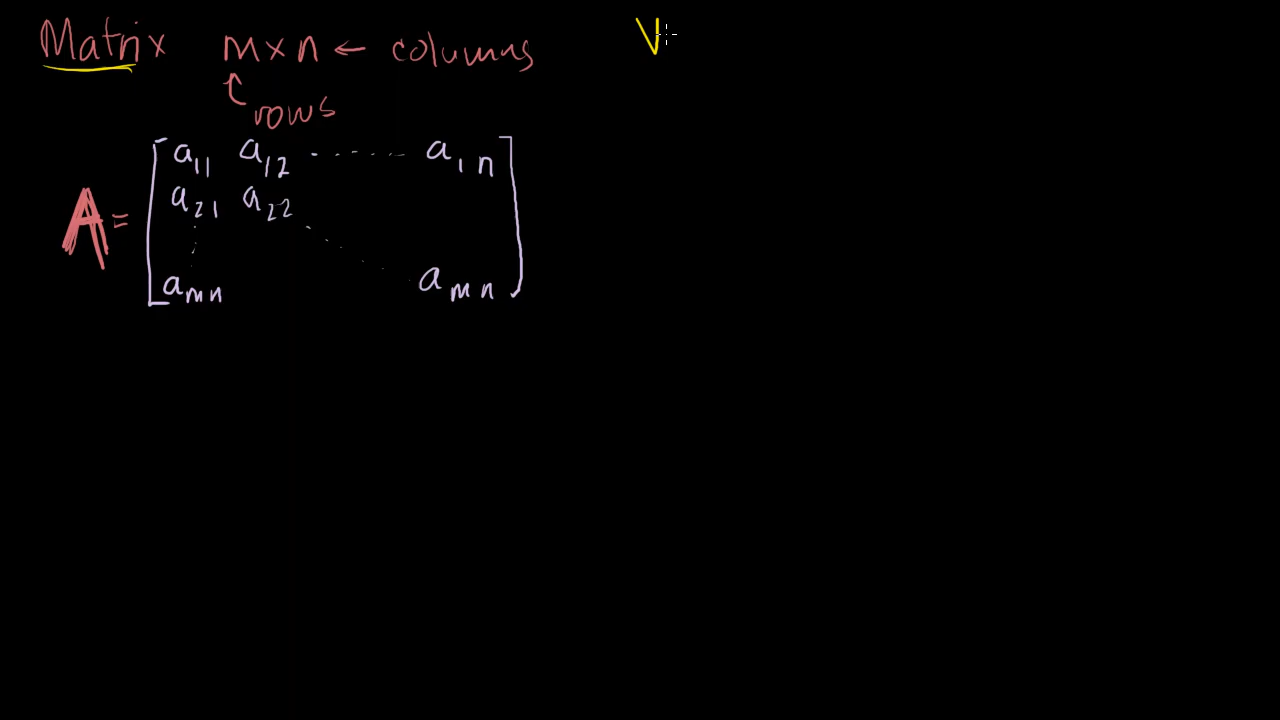 Matrix m × n ← columns
rows
A = [ a11 a12 ...... a1n ]
a21 a22
amn amn
V